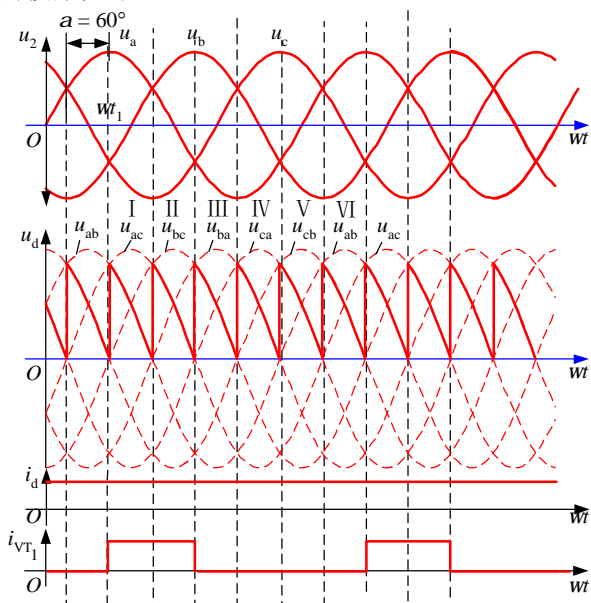 a = 60°
u2 ua ub uc
wt1
O wt
I II III IV V VI
ud uab uac ubc uba uca ucb uab uac
O wt
id
O wt
iVT1
O wt